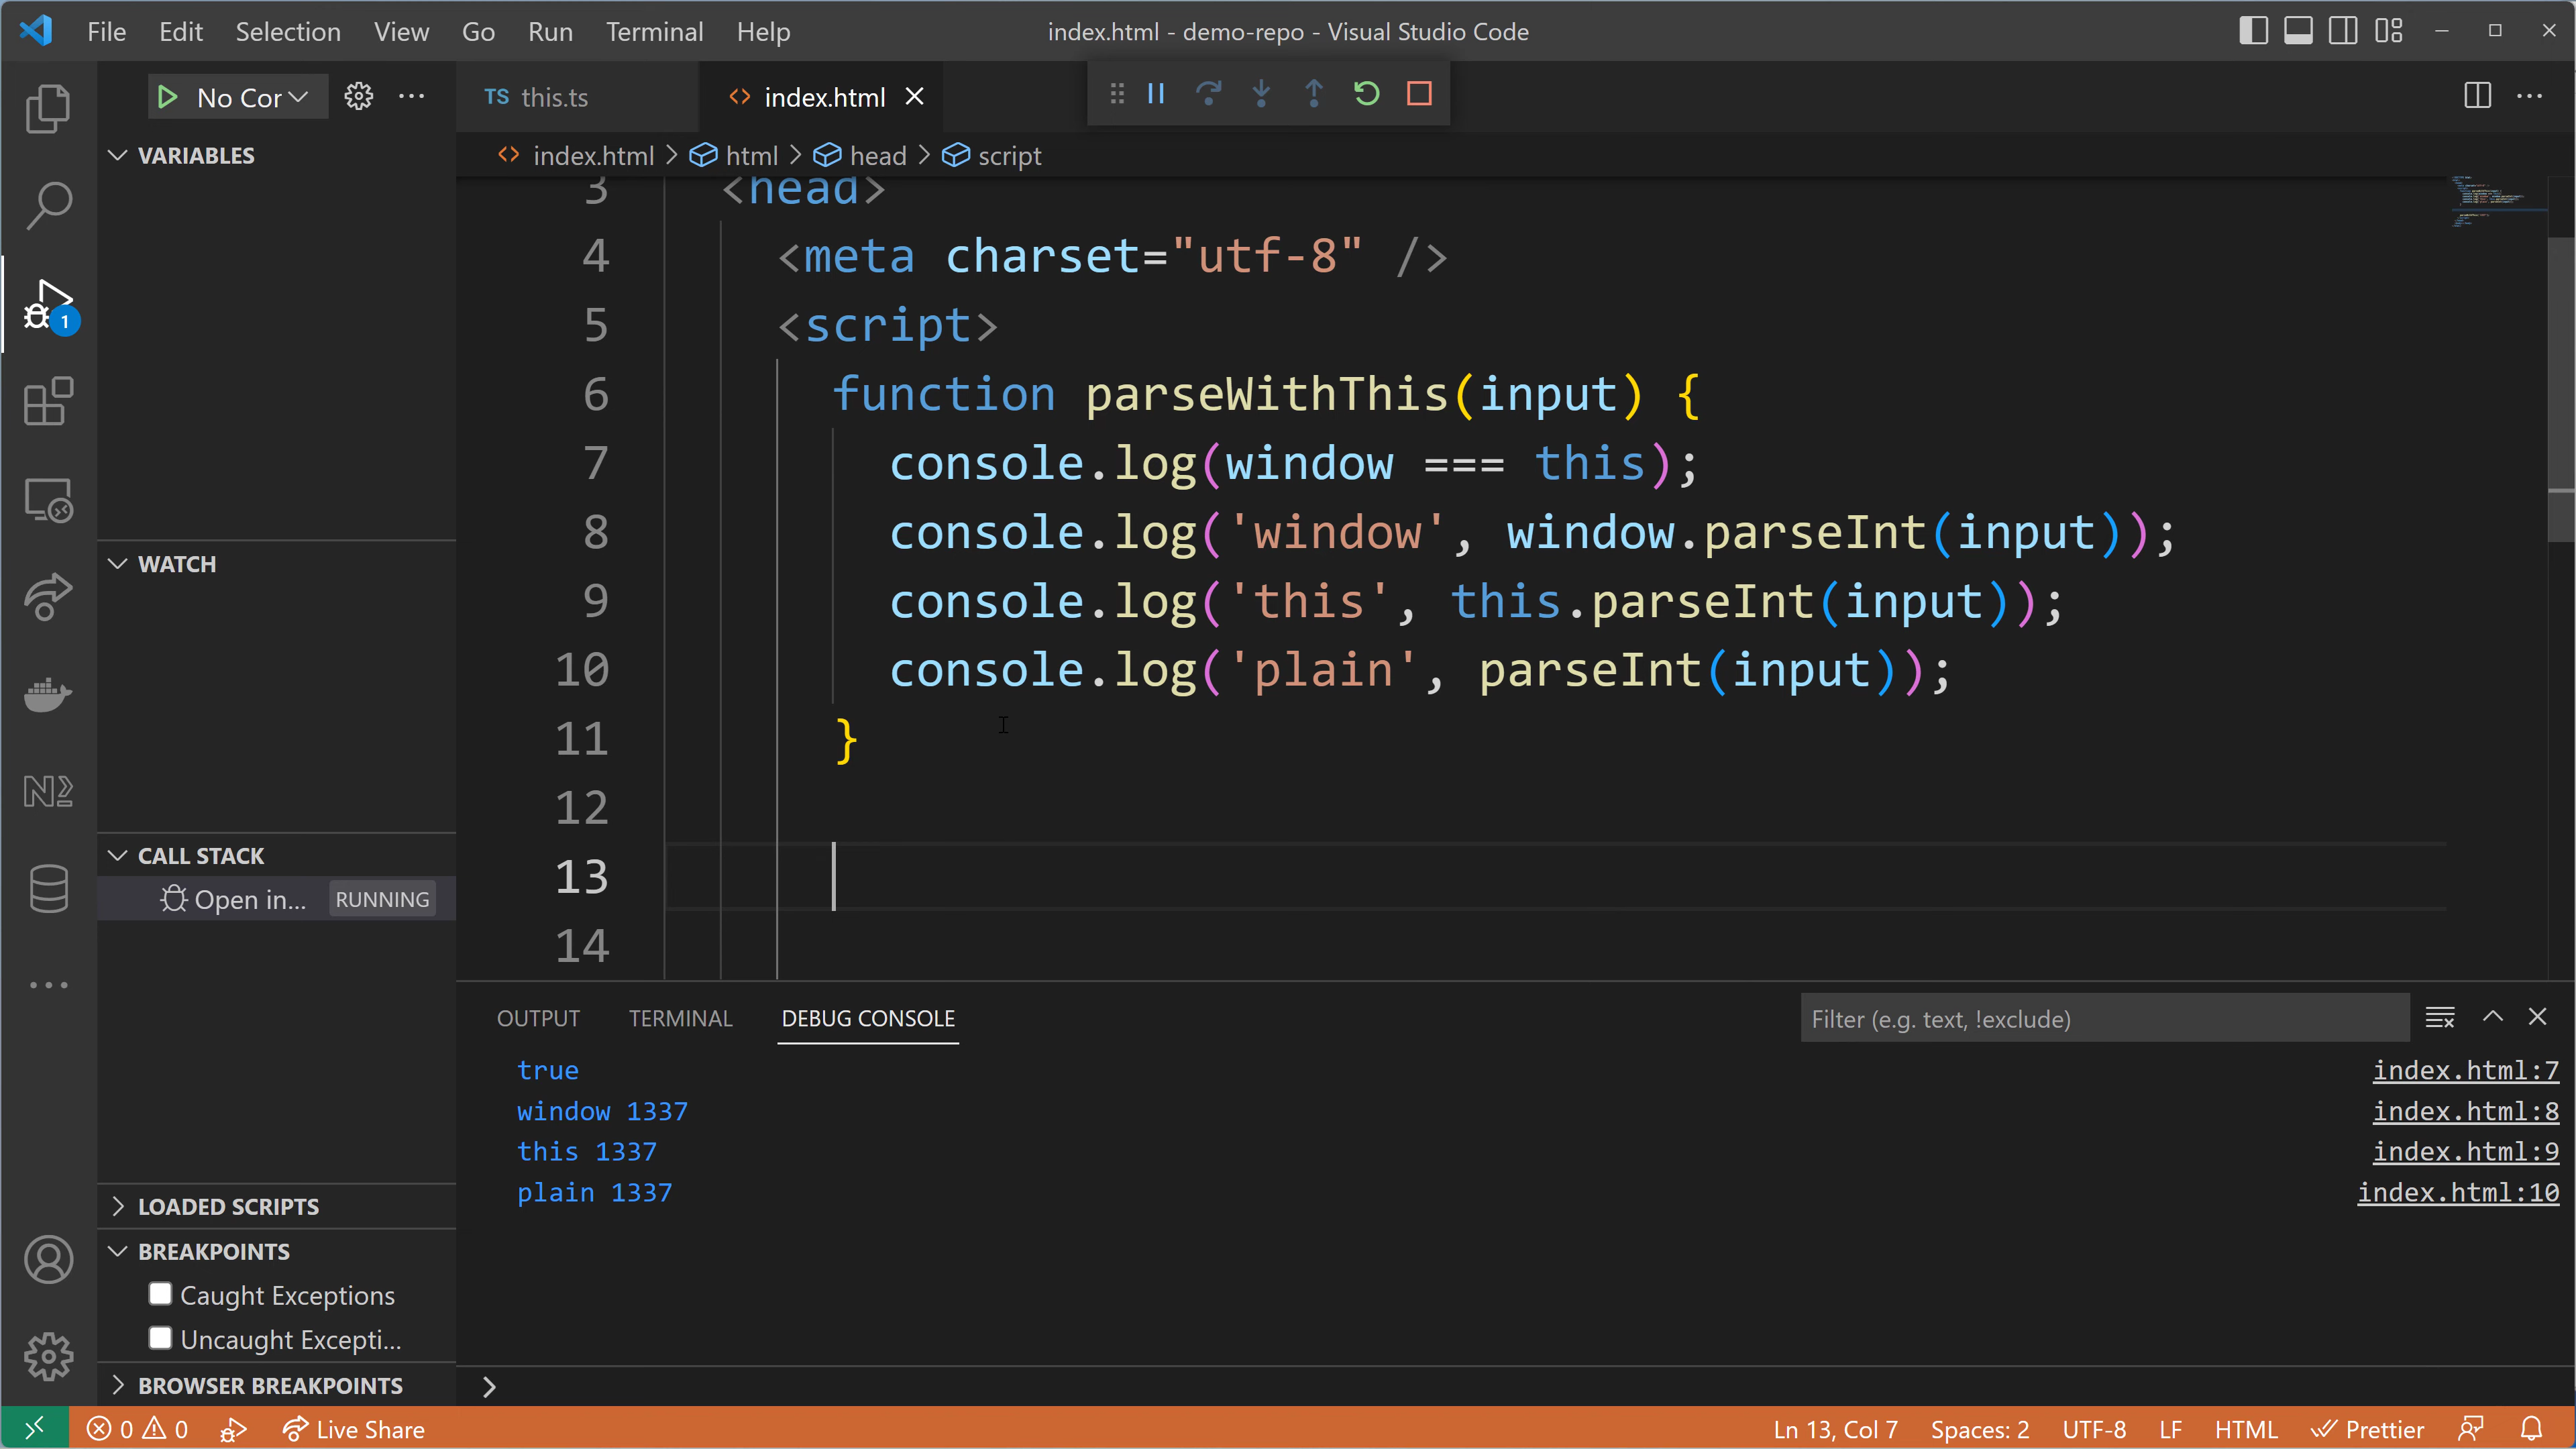 File Edit Selection View Go Run Terminal Help
index.html - demo-repo - Visual Studio Code
No Cor
VARIABLES
WATCH
CALL STACK
Open in... RUNNING
LOADED SCRIPTS
BREAKPOINTS
Caught Exceptions
Uncaught Excepti...
BROWSER BREAKPOINTS
1
TS this.ts
index.html
index.html > html > head > script
3 <head>
4 <meta charset="utf-8" />
5 <script>
6 function parseWithThis(input) {
7 console.log(window === this);
8 console.log('window', window.parseInt(input));
9 console.log('this', this.parseInt(input));
10 console.log('plain', parseInt(input));
11 }
12
13
14
OUTPUT TERMINAL DEBUG CONSOLE
Filter (e.g. text, !exclude)
true index.html:7
window 1337 index.html:8
this 1337 index.html:9
plain 1337 index.html:10
0 0 Live Share
Ln 13, Col 7 Spaces: 2 UTF-8 LF HTML Prettier